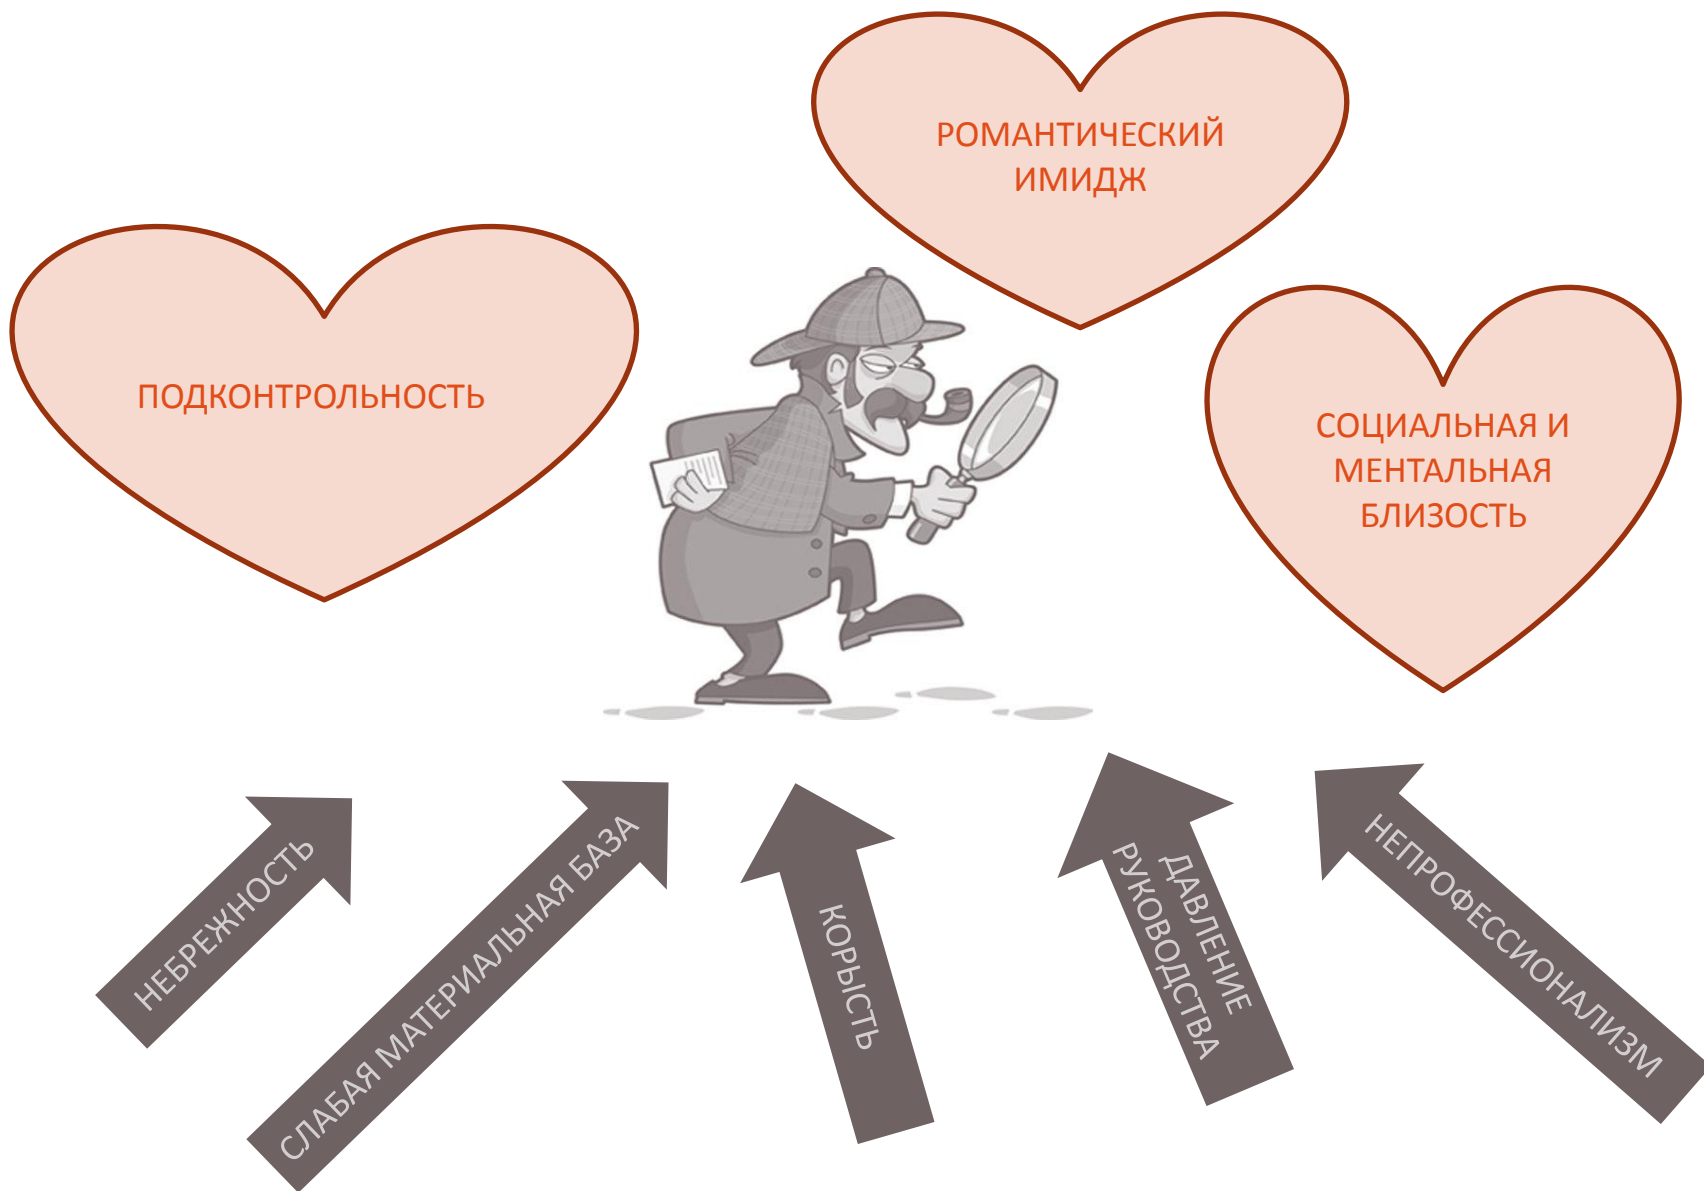 РОМАНТИЧЕСКИЙ
ИМИДЖ
ПОДКОНТРОЛЬНОСТЬ
СОЦИАЛЬНАЯ И
МЕНТАЛЬНАЯ
БЛИЗОСТЬ
НЕБРЕЖНОСТЬ
СЛАБАЯ МАТЕРИАЛЬНАЯ БАЗА
КОРЫСТЬ
ДАВЛЕНИЕ
РУКОВОДСТВА
НЕПРОФЕССИОНАЛИЗМ